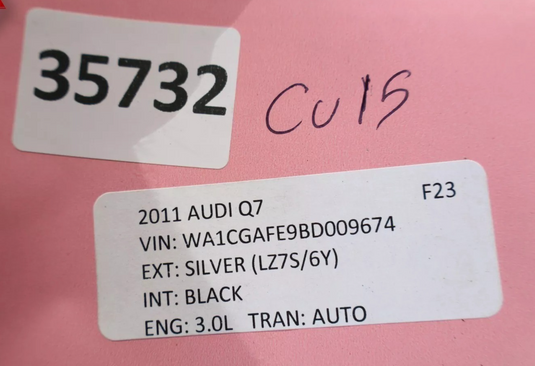 35732
Cu15
2011 AUDI Q7 F23
VIN: WA1CGAFE9BD009674
EXT: SILVER (LZ7S/6Y)
INT: BLACK
ENG: 3.0L TRAN: AUTO